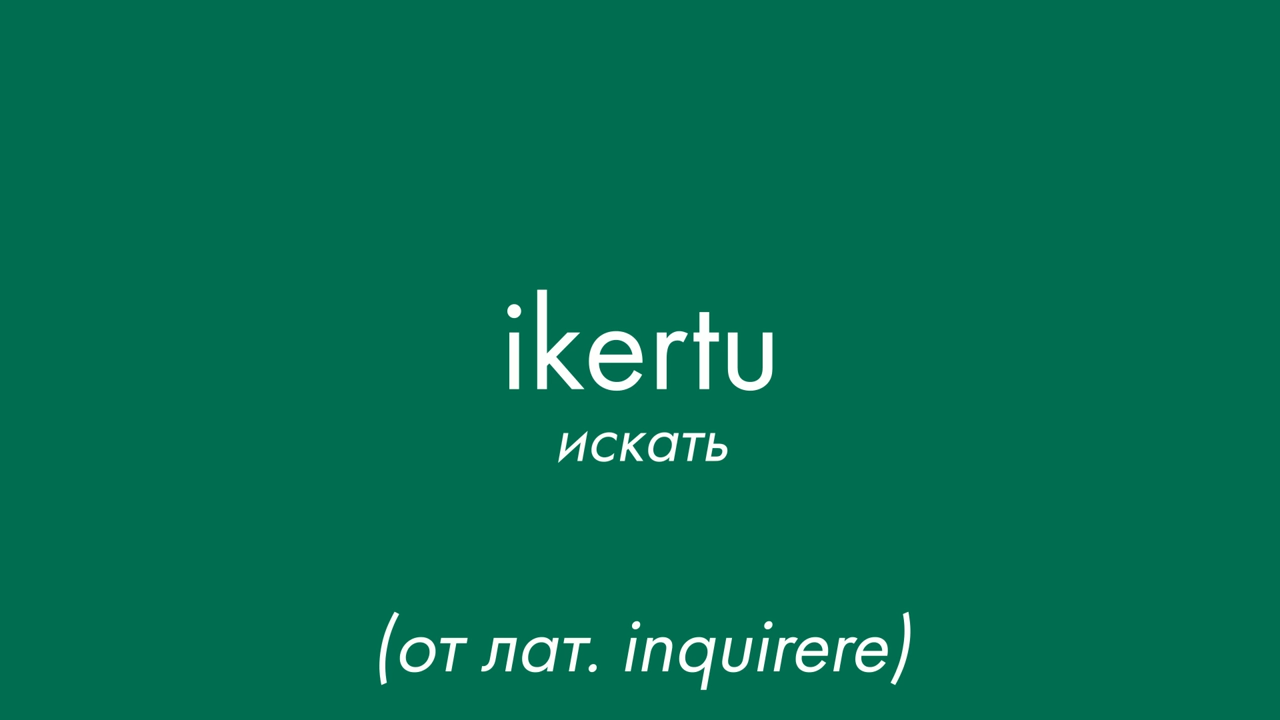 ikertu
искать
(от лат. inquirere)